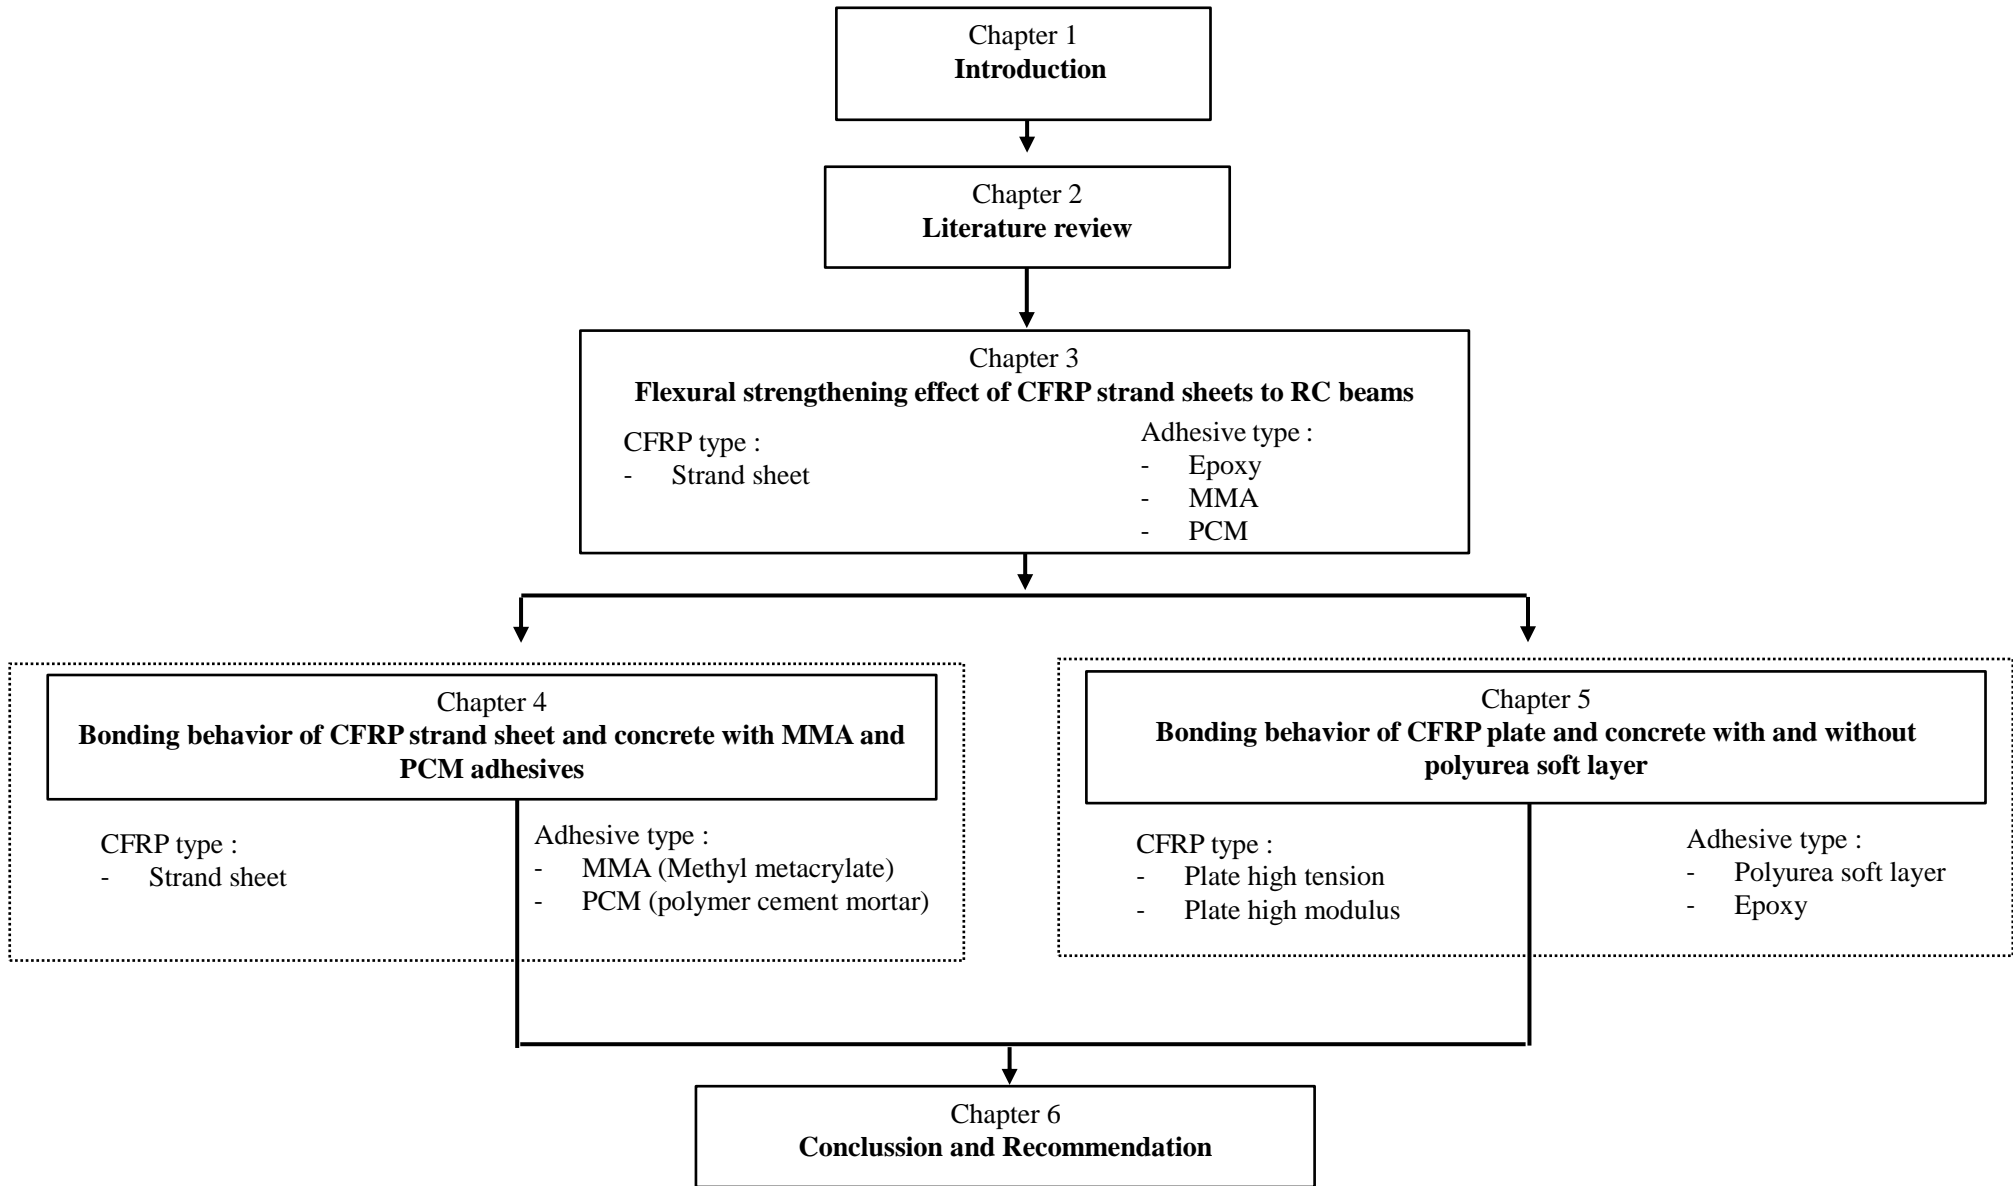 Chapter 1
Introduction
Chapter 2
Literature review
Chapter 3
Flexural strengthening effect of CFRP strand sheets to RC beams
CFRP type :
- Strand sheet
Adhesive type :
- Epoxy
- MMA
- PCM
Chapter 4
Bonding behavior of CFRP strand sheet and concrete with MMA and
PCM adhesives
CFRP type :
- Strand sheet
Adhesive type :
- MMA (Methyl metacrylate)
- PCM (polymer cement mortar)
Chapter 5
Bonding behavior of CFRP plate and concrete with and without
polyurea soft layer
CFRP type :
- Plate high tension
- Plate high modulus
Adhesive type :
- Polyurea soft layer
- Epoxy
Chapter 6
Conclussion and Recommendation